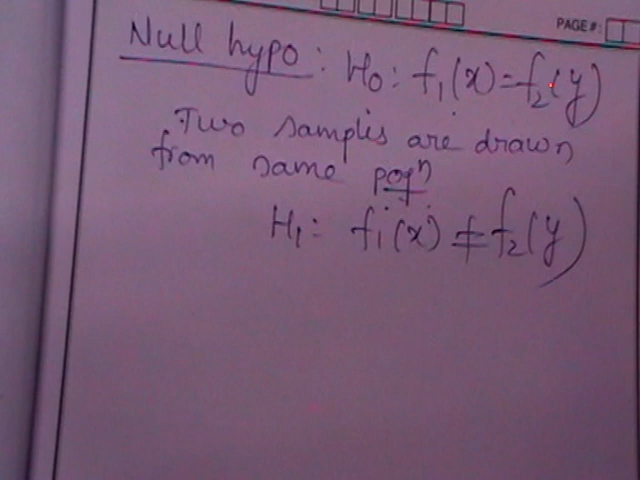 PAGE #:
Null hypo : H₀ : f₁(x) = f₂(y)
Two samples are drawn
from same popⁿ
H₁ : f₁(x) ≠ f₂(y)